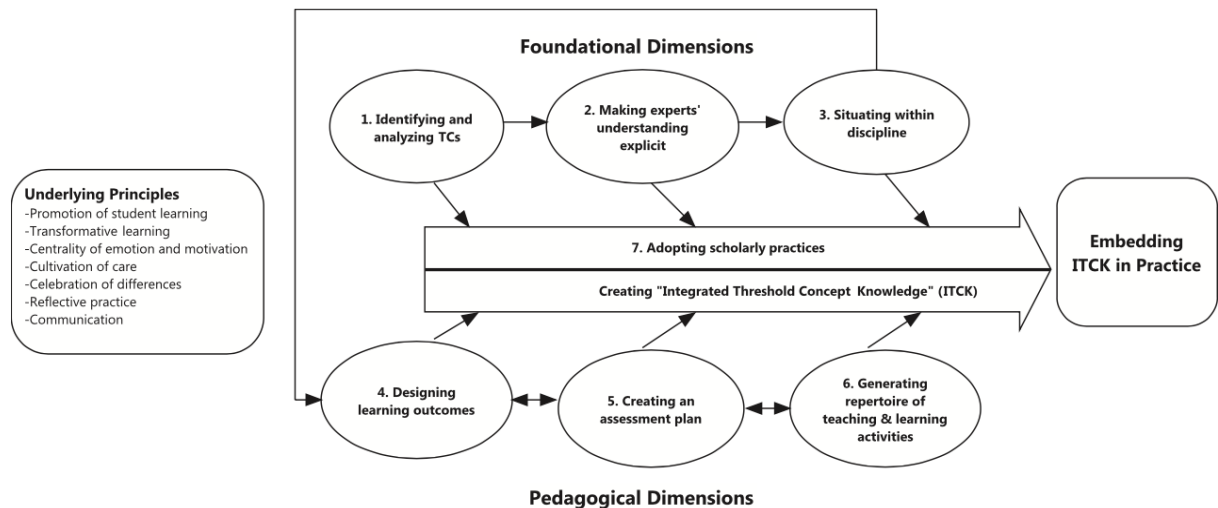 Foundational Dimensions
1. Identifying and
analyzing TCs
2. Making experts'
understanding
explicit
3. Situating within
discipline
Underlying Principles
-Promotion of student learning
-Transformative learning
-Centrality of emotion and motivation
-Cultivation of care
-Celebration of differences
-Reflective practice
-Communication
7. Adopting scholarly practices
Creating "Integrated Threshold Concept Knowledge" (ITCK)
Embedding
ITCK in Practice
4. Designing
learning outcomes
5. Creating an
assessment plan
6. Generating
repertoire of
teaching & learning
activities
Pedagogical Dimensions